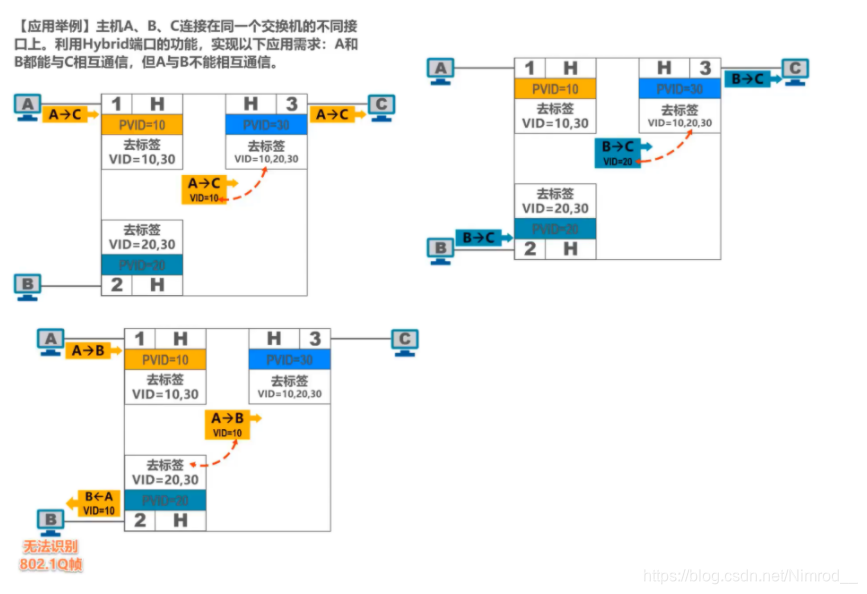 【应用举例】主机A、B、C连接在同一个交换机的不同接
口上。利用Hybrid端口的功能，实现以下应用需求：A和
B都能与C相互通信，但A与B不能相互通信。
A
A→C
1 H
PVID=10
去标签
VID=10,30
H 3
PVID=30
去标签
VID=10,20,30
A→C
C
A→C
VID=10
去标签
VID=20,30
PVID=20
2 H
B
A
1 H
PVID=10
去标签
VID=10,30
H 3
PVID=30
去标签
VID=10,20,30
B→C
C
B→C
VID=20
去标签
VID=20,30
PVID=20
2 H
B→C
B
A
A→B
1 H
PVID=10
去标签
VID=10,30
H 3
PVID=30
去标签
VID=10,20,30
C
A→B
VID=10
去标签
VID=20,30
PVID=20
2 H
B←A
VID=10
B
无法识别
802.1Q帧
https://blog.csdn.net/Nimrod__